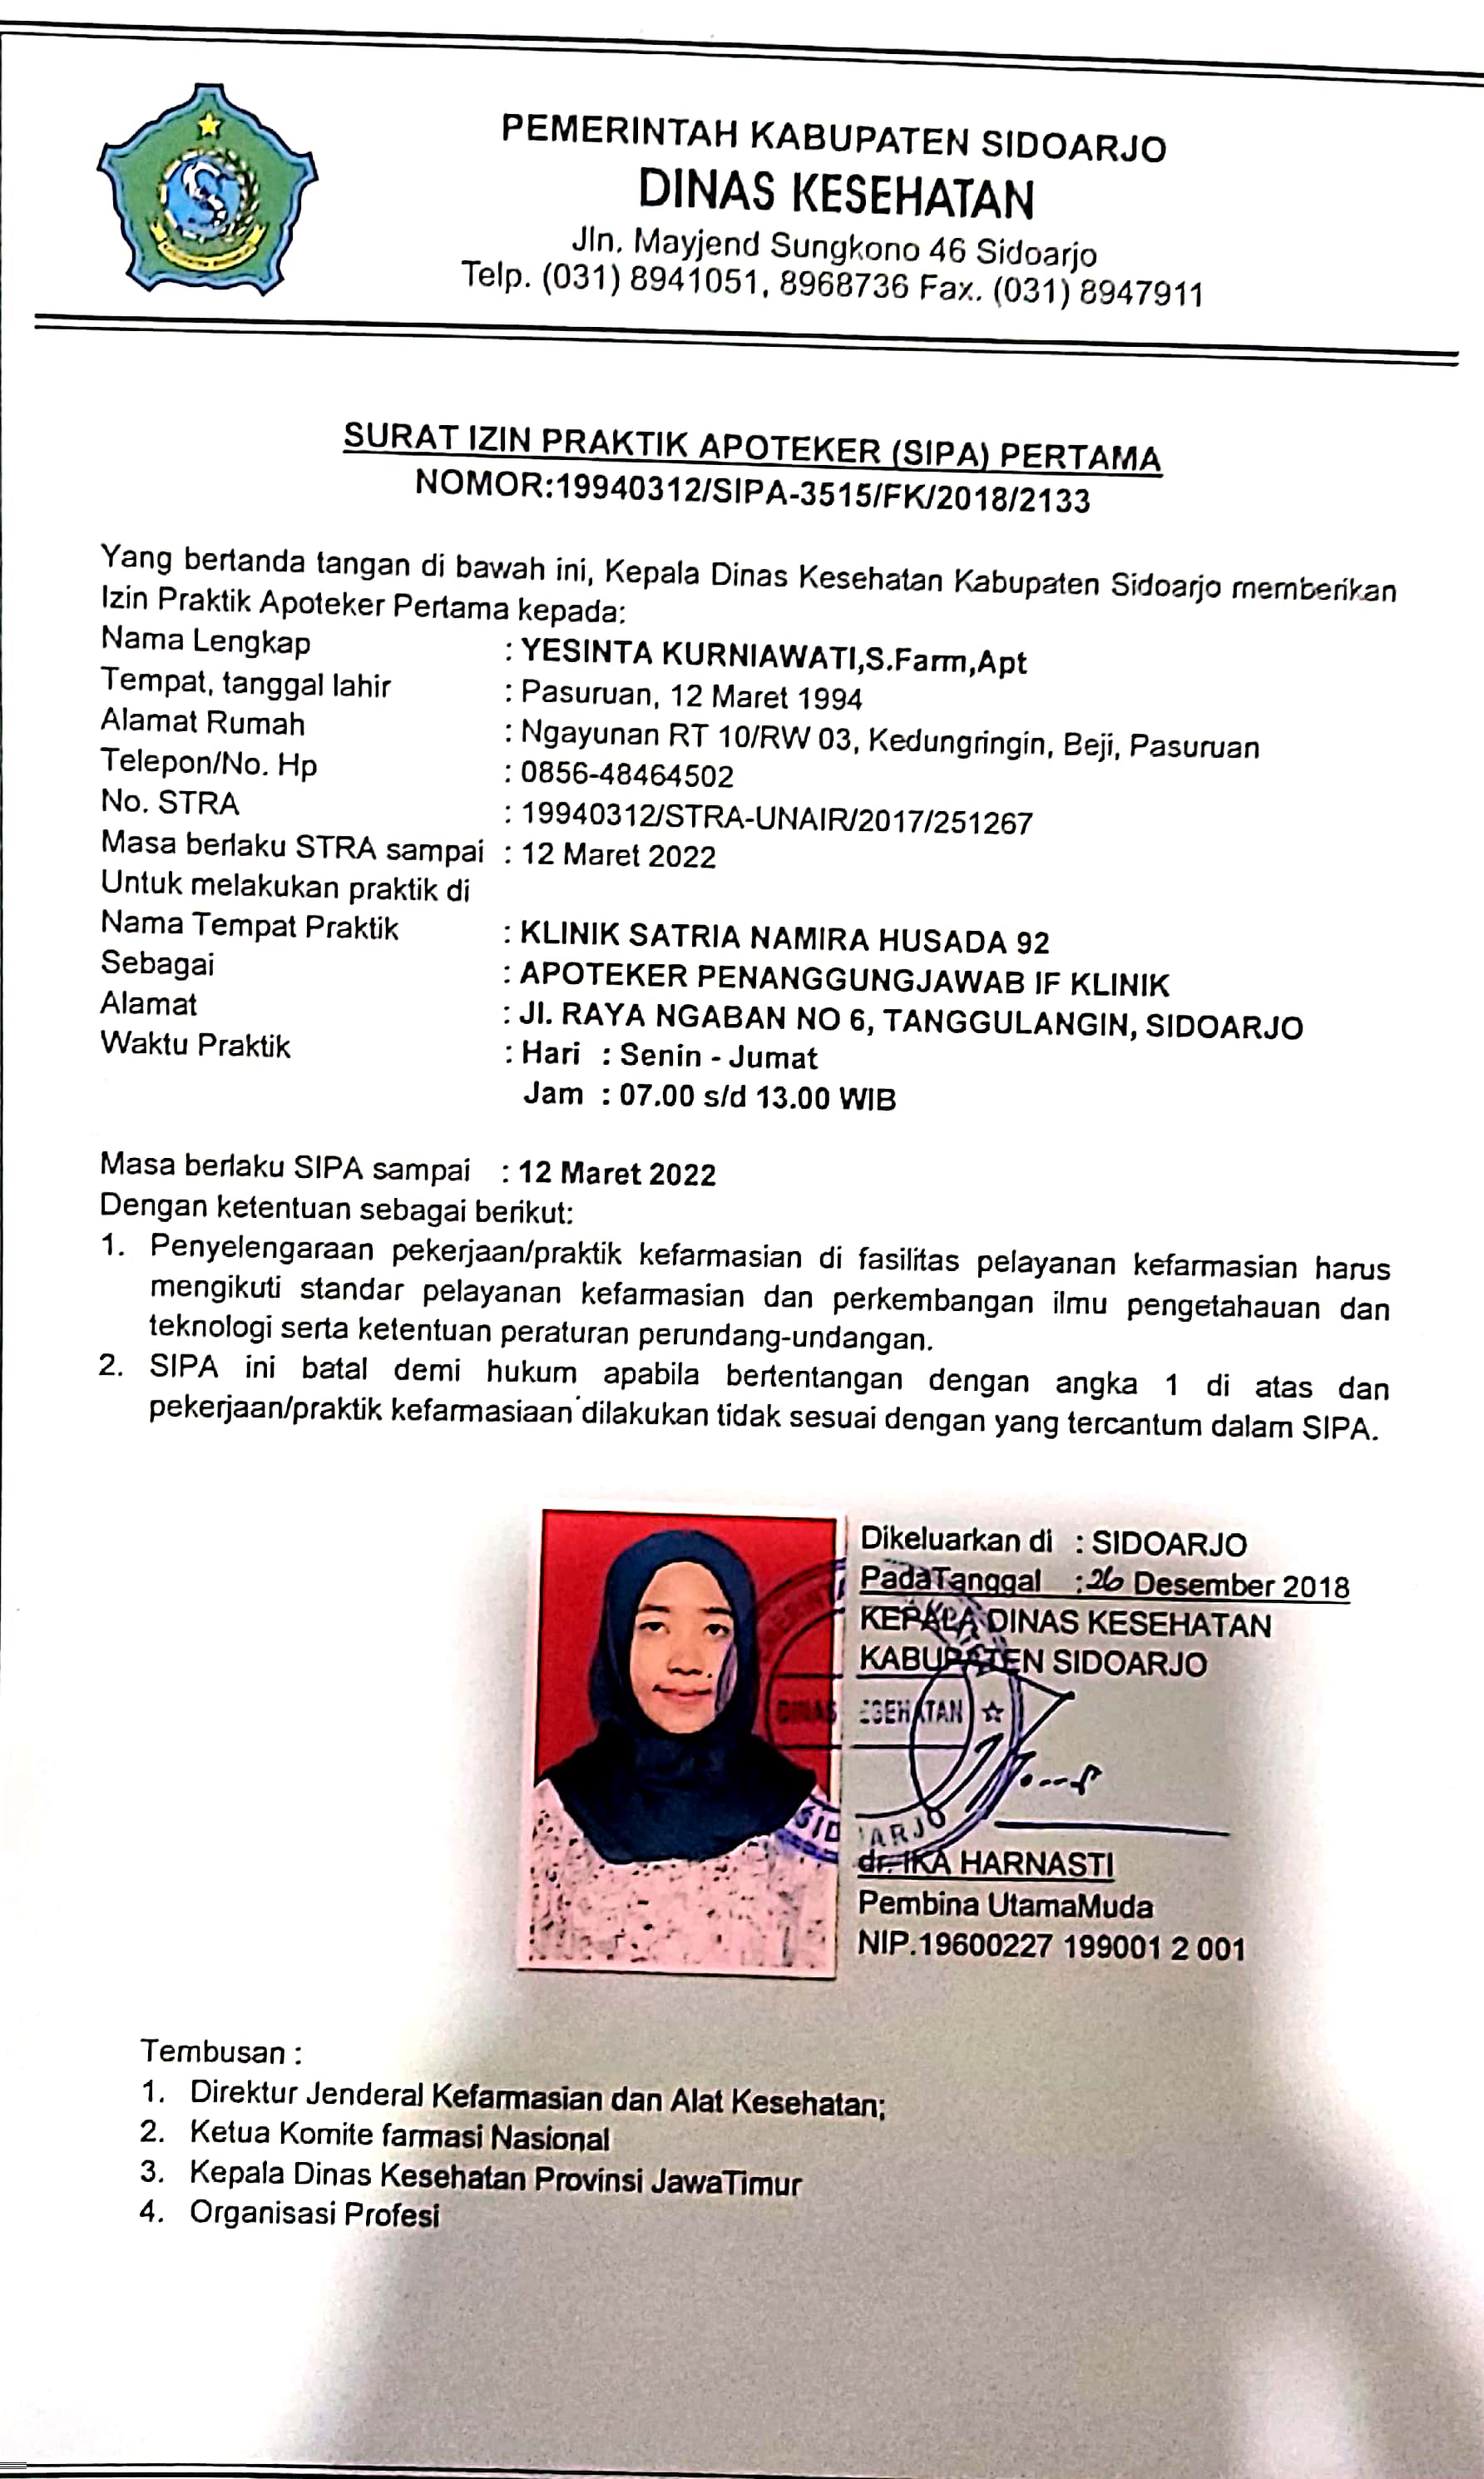 PEMERINTAH KABUPATEN SIDOARJO
DINAS KESEHATAN
Jln. Mayjend Sungkono 46 Sidoarjo
Telp. (031) 8941051, 8968736 Fax. (031) 8947911
SURAT IZIN PRAKTIK APOTEKER (SIPA) PERTAMA
NOMOR:19940312/SIPA-3515/FK/2018/2133
Yang bertanda tangan di bawah ini, Kepala Dinas Kesehatan Kabupaten Sidoarjo memberikan
Izin Praktik Apoteker Pertama kepada:
Nama Lengkap : YESINTA KURNIAWATI,S.Farm,Apt
Tempat, tanggal lahir : Pasuruan, 12 Maret 1994
Alamat Rumah : Ngayunan RT 10/RW 03, Kedungringin, Beji, Pasuruan
Telepon/No. Hp : 0856-48464502
No. STRA : 19940312/STRA-UNAIR/2017/251267
Masa berlaku STRA sampai : 12 Maret 2022
Untuk melakukan praktik di
Nama Tempat Praktik : KLINIK SATRIA NAMIRA HUSADA 92
Sebagai : APOTEKER PENANGGUNGJAWAB IF KLINIK
Alamat : Jl. RAYA NGABAN NO 6, TANGGULANGIN, SIDOARJO
Waktu Praktik : Hari : Senin - Jumat
Jam : 07.00 s/d 13.00 WIB
Masa berlaku SIPA sampai : 12 Maret 2022
Dengan ketentuan sebagai berikut:
1. Penyelengaraan pekerjaan/praktik kefarmasian di fasilitas pelayanan kefarmasian harus
mengikuti standar pelayanan kefarmasian dan perkembangan ilmu pengetahauan dan
teknologi serta ketentuan peraturan perundang-undangan.
2. SIPA ini batal demi hukum apabila bertentangan dengan angka 1 di atas dan
pekerjaan/praktik kefarmasiaan dilakukan tidak sesuai dengan yang tercantum dalam SIPA.
Dikeluarkan di : SIDOARJO
PadaTanggal : 26 Desember 2018
KEPALA DINAS KESEHATAN
KABUPATEN SIDOARJO
DINAS ESEHATAN
SID ARJO
dr. IKA HARNASTI
Pembina UtamaMuda
NIP.19600227 199001 2 001
Tembusan :
1. Direktur Jenderal Kefarmasian dan Alat Kesehatan;
2. Ketua Komite farmasi Nasional
3. Kepala Dinas Kesehatan Provinsi JawaTimur
4. Organisasi Profesi